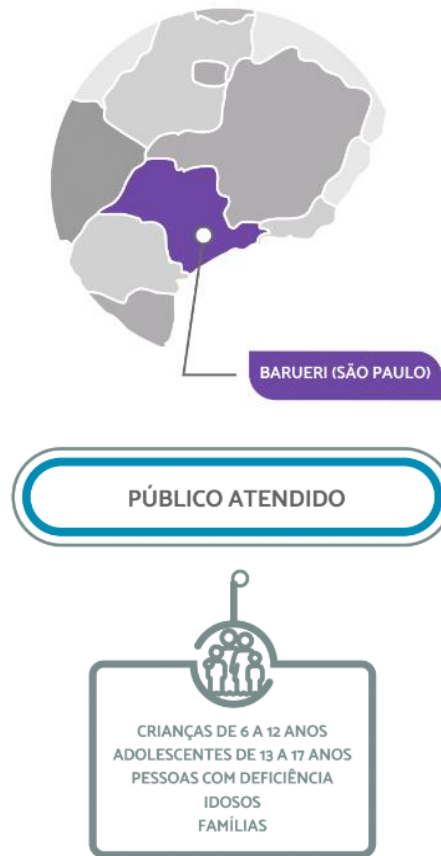 BARUERI (SÃO PAULO)
PÚBLICO ATENDIDO
CRIANÇAS DE 6 A 12 ANOS
ADOLESCENTES DE 13 A 17 ANOS
PESSOAS COM DEFICIÊNCIA
IDOSOS
FAMÍLIAS